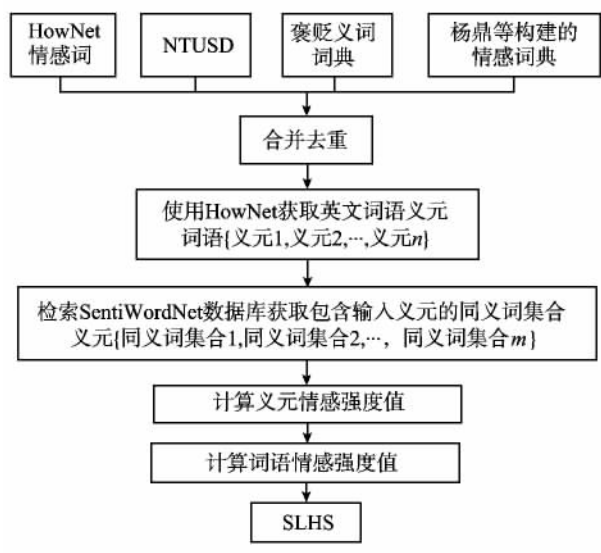 HowNet
情感词
NTUSD
褒贬义词
词典
杨鼎等构建的
情感词典
合并去重
使用HowNet获取英文词语义元
词语{义元1,义元2,…,义元n}
检索SentiWordNet数据库获取包含输入义元的同义词集合
义元{同义词集合1,同义词集合2,…, 同义词集合m}
计算义元情感强度值
计算词语情感强度值
SLHS